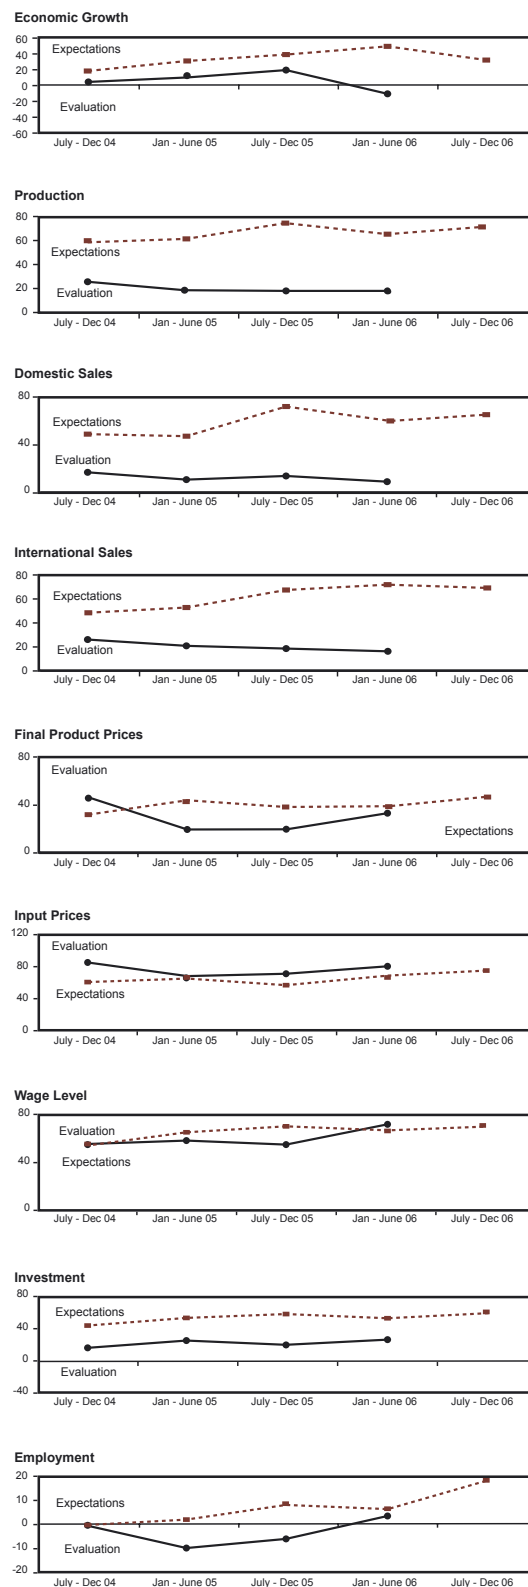 Economic Growth
60
Expectations
40
20
0
-20
Evaluation
-40
-60
July - Dec 04 Jan - June 05 July - Dec 05 Jan - June 06 July - Dec 06
Production
80
60
Expectations
40
20
Evaluation
0
July - Dec 04 Jan - June 05 July - Dec 05 Jan - June 06 July - Dec 06
Domestic Sales
80
Expectations
40
Evaluation
0
July - Dec 04 Jan - June 05 July - Dec 05 Jan - June 06 July - Dec 06
International Sales
80
60
Expectations
40
20
Evaluation
0
July - Dec 04 Jan - June 05 July - Dec 05 Jan - June 06 July - Dec 06
Final Product Prices
80
Evaluation
40
Expectations
0
July - Dec 04 Jan - June 05 July - Dec 05 Jan - June 06 July - Dec 06
Input Prices
120
Evaluation
80
Expectations
40
0
July - Dec 04 Jan - June 05 July - Dec 05 Jan - June 06 July - Dec 06
Wage Level
80
Evaluation
40 Expectations
0
July - Dec 04 Jan - June 05 July - Dec 05 Jan - June 06 July - Dec 06
Investment
80
Expectations
40
0
Evaluation
-40
July - Dec 04 Jan - June 05 July - Dec 05 Jan - June 06 July - Dec 06
Employment
20
Expectations
10
0
-10 Evaluation
-20
July - Dec 04 Jan - June 05 July - Dec 05 Jan - June 06 July - Dec 06